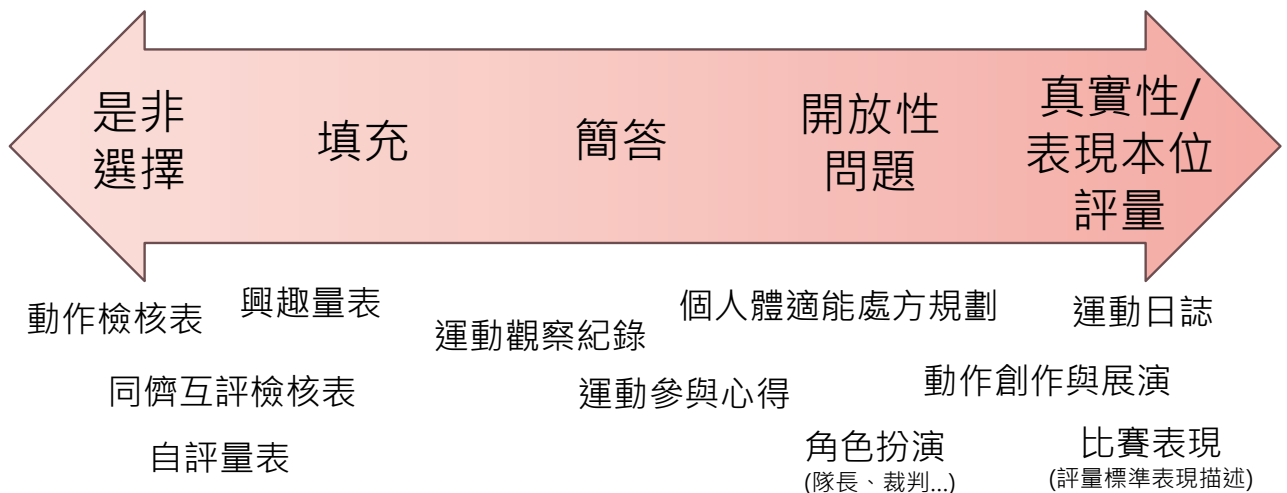 是非
選擇
填充
簡答
開放性
問題
真實性/
表現本位
評量
動作檢核表
興趣量表
運動觀察紀錄
個人體適能處方規劃
運動日誌
同儕互評檢核表
運動參與心得
動作創作與展演
自評量表
角色扮演
(隊長、裁判...)
比賽表現
(評量標準表現描述)